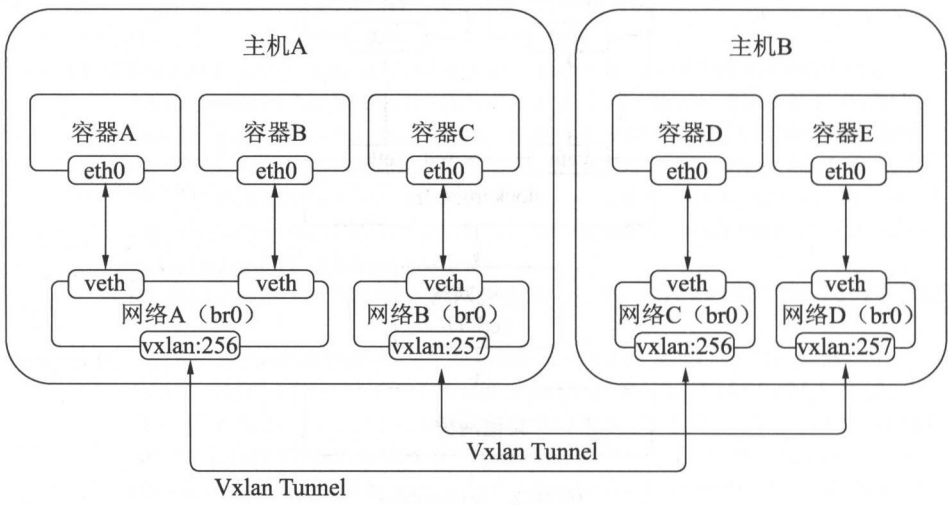 主机A
主机B
容器A
容器B
容器C
容器D
容器E
eth0
eth0
eth0
eth0
eth0
veth
veth
veth
veth
veth
网络A（br0）
网络B（br0）
网络C（br0）
网络D（br0）
vxlan:256
vxlan:257
vxlan:256
vxlan:257
Vxlan Tunnel
Vxlan Tunnel